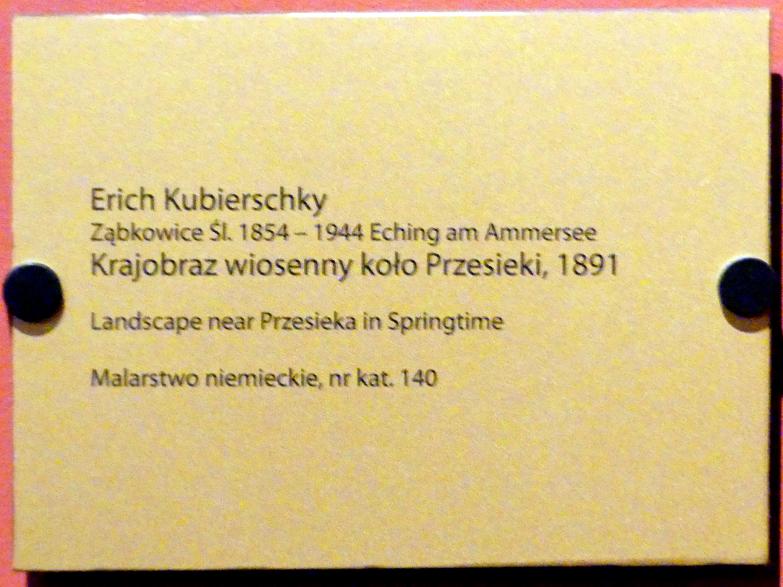 Erich Kubierschky
Ząbkowice Śl. 1854 – 1944 Eching am Ammersee
Krajobraz wiosenny koło Przesieki, 1891
Landscape near Przesieka in Springtime
Malarstwo niemieckie, nr kat. 140